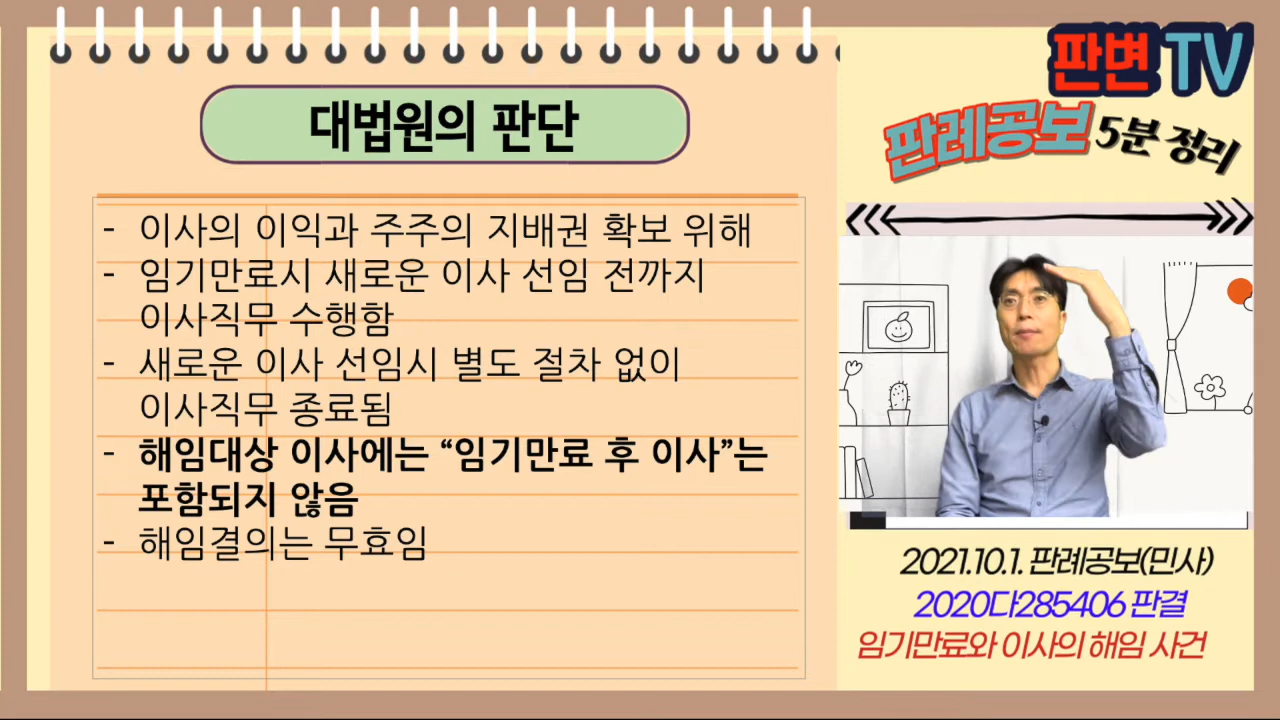 대법원의 판단
- 이사의 이익과 주주의 지배권 확보 위해
- 임기만료시 새로운 이사 선임 전까지
이사직무 수행함
- 새로운 이사 선임시 별도 절차 없이
이사직무 종료됨
- 해임대상 이사에는 “임기만료 후 이사”는
포함되지 않음
- 해임결의는 무효임
판변 TV
판례공보 5분 정리
2021.10.1. 판례공보(민사)
2020다285406 판결
임기만료와 이사의 해임 사건